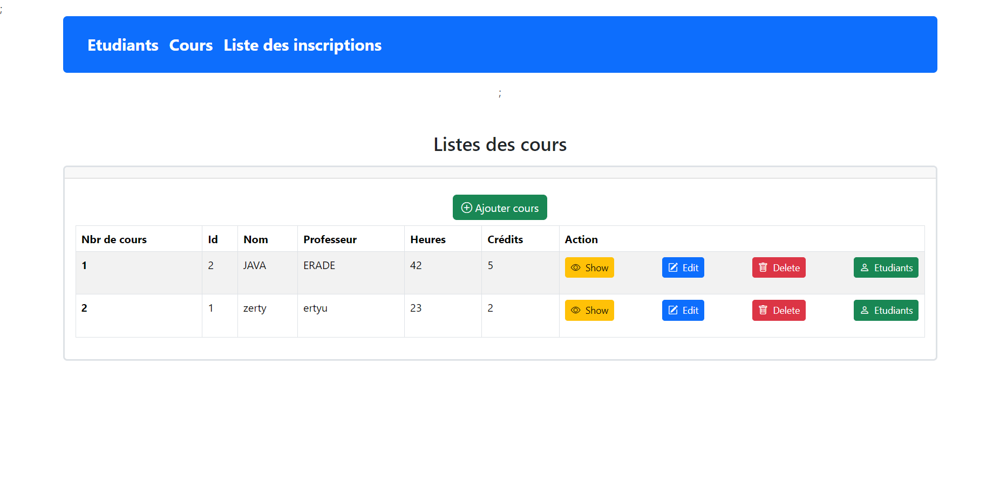 ;
Etudiants Cours Liste des inscriptions
;
Listes des cours
Ajouter cours
Nbr de cours Id Nom Professeur Heures Crédits Action
1 2 JAVA ERADE 42 5 Show Edit Delete Etudiants
2 1 zerty ertyu 23 2 Show Edit Delete Etudiants